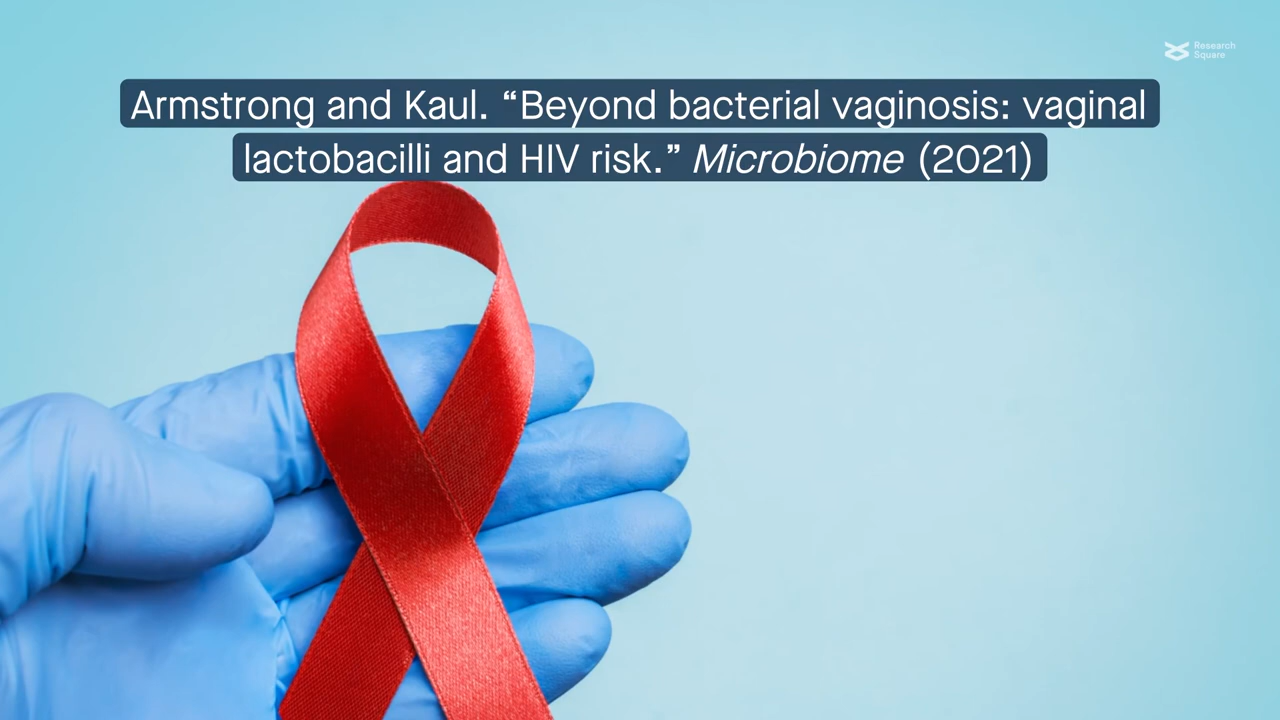 Research
Square
Armstrong and Kaul. “Beyond bacterial vaginosis: vaginal
lactobacilli and HIV risk.” Microbiome (2021)